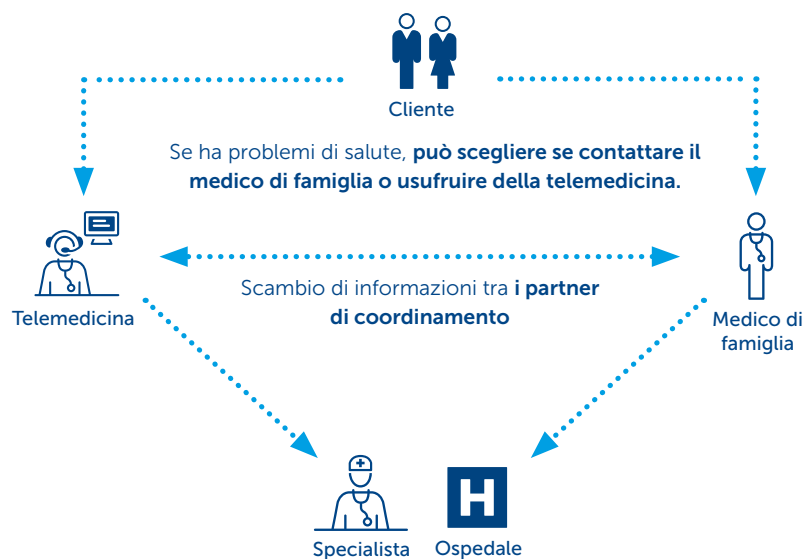 Cliente
Se ha problemi di salute, può scegliere se contattare il
medico di famiglia o usufruire della telemedicina.
Scambio di informazioni tra i partner
di coordinamento
Telemedicina
Medico di
famiglia
H
Specialista
Ospedale